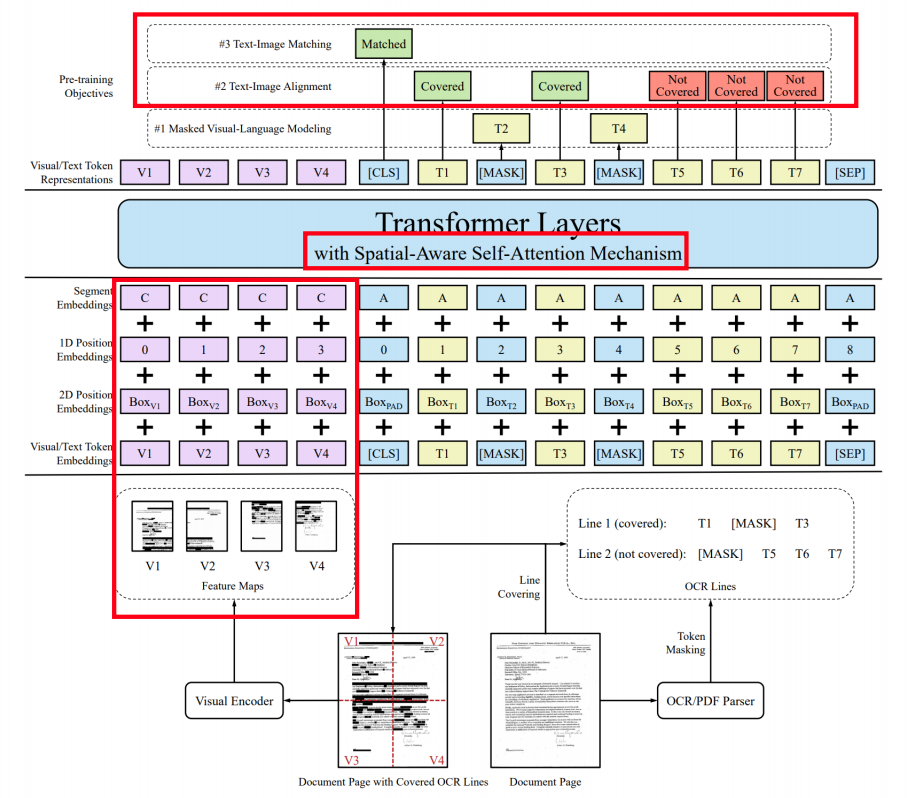 #3 Text-Image Matching Matched
Pre-training
Objectives
#2 Text-Image Alignment Covered Covered Not Covered Not Covered Not Covered
#1 Masked Visual-Language Modeling T2 T4
Visual/Text Token
Representations
V1 V2 V3 V4 [CLS] T1 [MASK] T3 [MASK] T5 T6 T7 [SEP]
Transformer Layers
with Spatial-Aware Self-Attention Mechanism
Segment
Embeddings
C C C C A A A A A A A A A
+ + + + + + + + + + + + +
1D Position
Embeddings
0 1 2 3 0 1 2 3 4 5 6 7 8
+ + + + + + + + + + + + +
2D Position
Embeddings
BoxV1 BoxV2 BoxV3 BoxV4 BoxPAD BoxT1 BoxT2 BoxT3 BoxT4 BoxT5 BoxT6 BoxT7 BoxPAD
+ + + + + + + + + + + + +
Visual/Text Token
Embeddings
V1 V2 V3 V4 [CLS] T1 [MASK] T3 [MASK] T5 T6 T7 [SEP]
V1 V2 V3 V4
Feature Maps
Line 1 (covered): T1 [MASK] T3
Line 2 (not covered): [MASK] T5 T6 T7
OCR Lines
Line
Covering
Token
Masking
V1 V2
V3 V4
Visual Encoder
OCR/PDF Parser
Document Page with Covered OCR Lines
Document Page